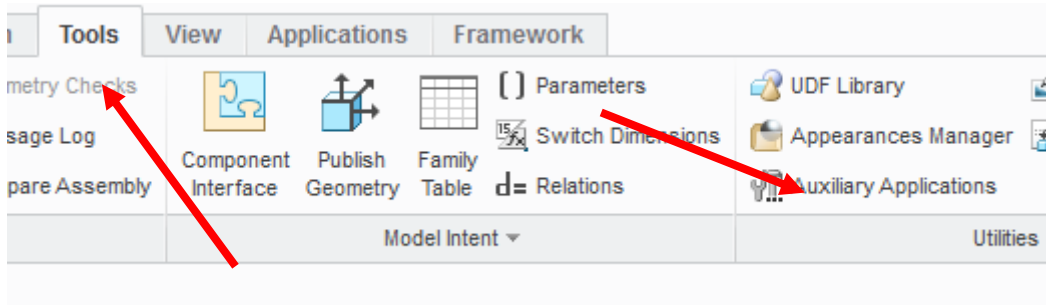 Tools View Applications Framework
metry Checks
ssage Log
pare Assembly
Component
Interface
Publish
Geometry
Family
Table
[ ] Parameters
Switch Dimensions
d= Relations
Model Intent
UDF Library
Appearances Manager
Auxiliary Applications
Utilities